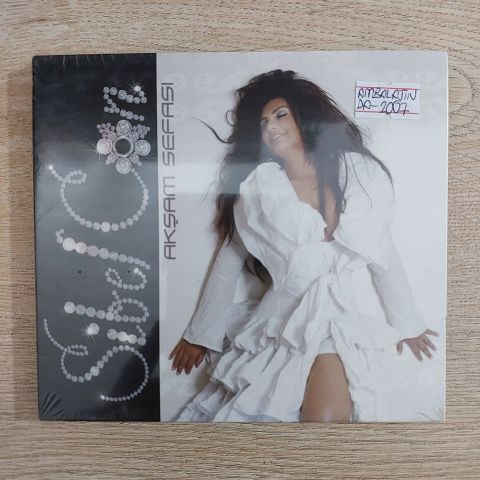 Sibel Can
AKŞAM SEFASI
AMBALAJIN
DA-2007